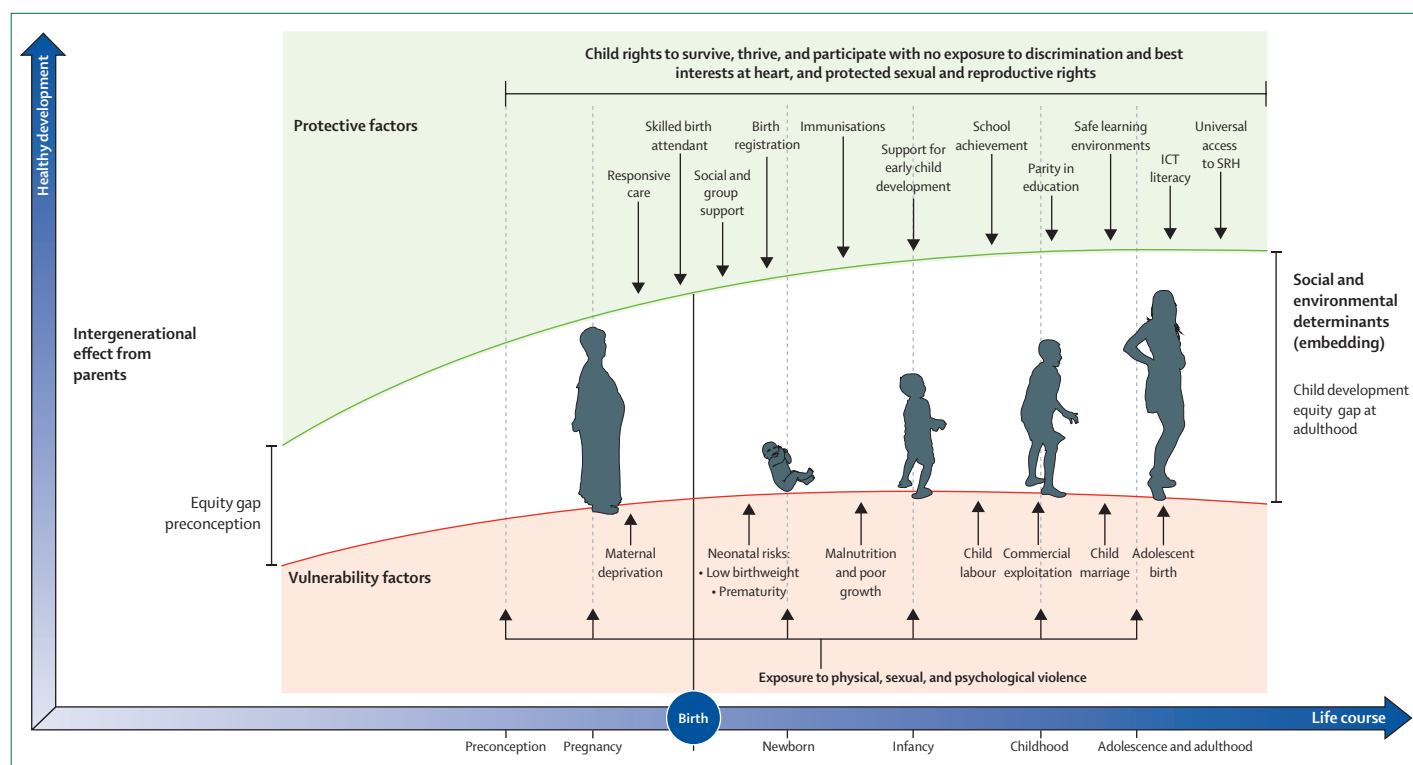 Healthy development
Child rights to survive, thrive, and participate with no exposure to discrimination and best
interests at heart, and protected sexual and reproductive rights
Protective factors
Responsive
care
Skilled birth
attendant
Social and
group
support
Birth
registration
Immunisations
Support for
early child
development
School
achievement
Parity in
education
Safe learning
environments
ICT
literacy
Universal
access
to SRH
Intergenerational
effect from
parents
Social and
environmental
determinants
(embedding)
Child development
equity gap at
adulthood
Equity gap
preconception
Vulnerability factors
Maternal
deprivation
Neonatal risks:
• Low birthweight
• Prematurity
Malnutrition
and poor
growth
Child
labour
Commercial
exploitation
Child
marriage
Adolescent
birth
Exposure to physical, sexual, and psychological violence
Birth
Life course
Preconception
Pregnancy
Newborn
Infancy
Childhood
Adolescence and adulthood